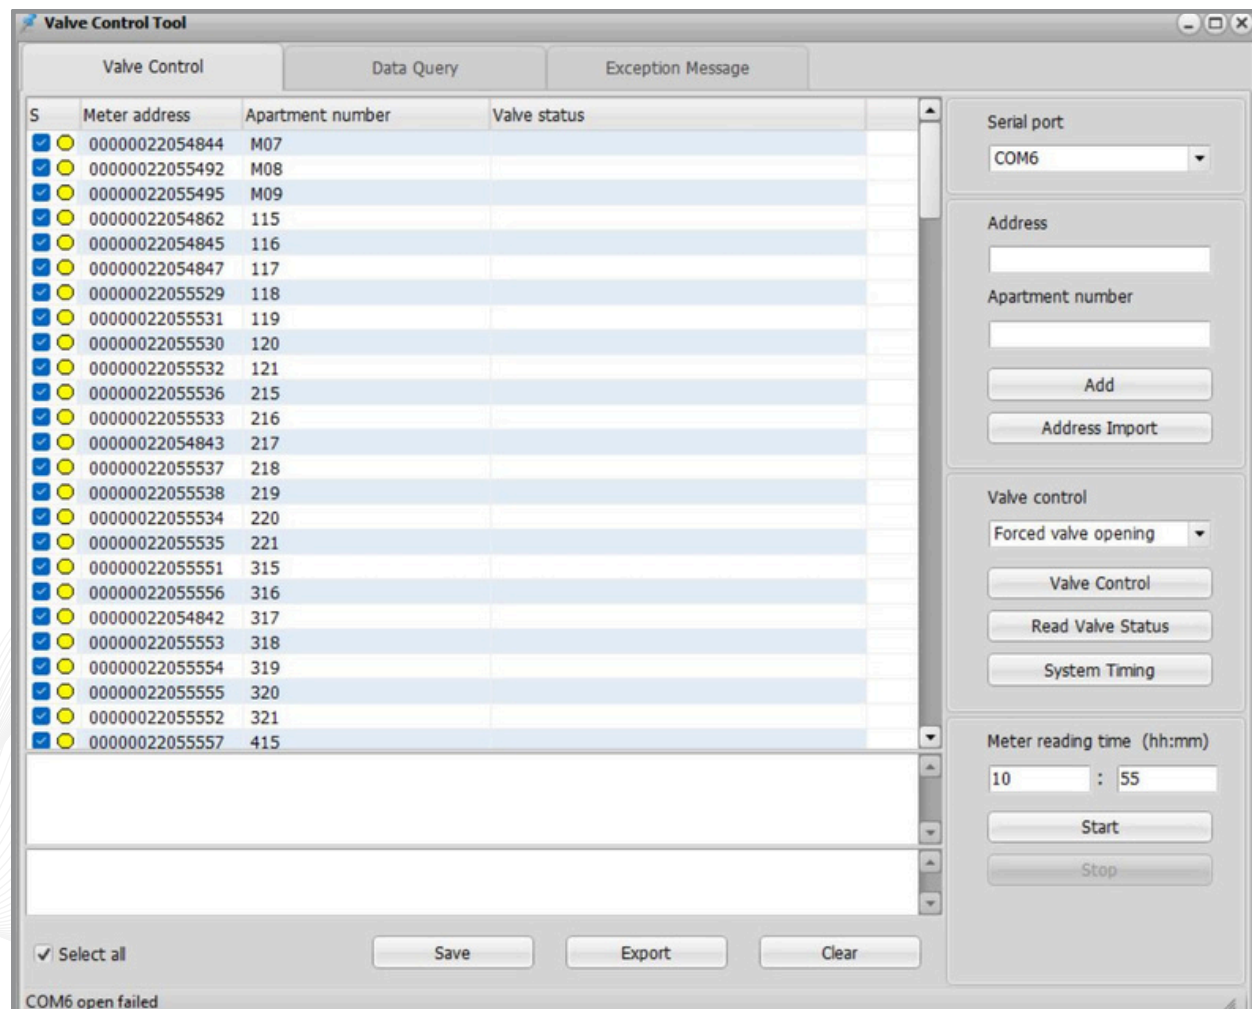 Valve Control Tool
Valve Control Data Query Exception Message
S Meter address Apartment number Valve status
00000022054844 M07
00000022055492 M08
00000022055495 M09
00000022054862 115
00000022054845 116
00000022054847 117
00000022055529 118
00000022055531 119
00000022055530 120
00000022055532 121
00000022055536 215
00000022055533 216
00000022054843 217
00000022055537 218
00000022055538 219
00000022055534 220
00000022055535 221
00000022055551 315
00000022055556 316
00000022054842 317
00000022055553 318
00000022055554 319
00000022055555 320
00000022055552 321
00000022055557 415
Select all Save Export Clear
COM6 open failed
Serial port
COM6
Address
Apartment number
Add
Address Import
Valve control
Forced valve opening
Valve Control
Read Valve Status
System Timing
Meter reading time (hh:mm)
10 : 55
Start
Stop